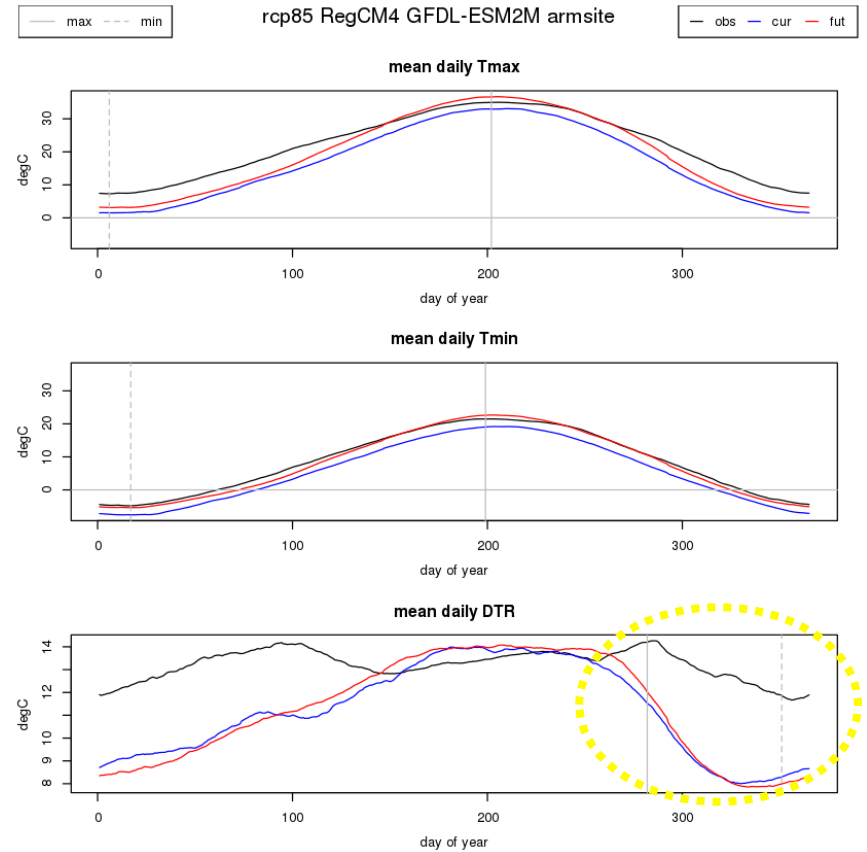 max min
rcp85 RegCM4 GFDL-ESM2M armsite
obs cur fut
mean daily Tmax
degC
30
20
10
0
0 100 200 300
day of year
mean daily Tmin
degC
30
20
10
0
0 100 200 300
day of year
mean daily DTR
degC
14
12
10
9
8
0 100 200 300
day of year